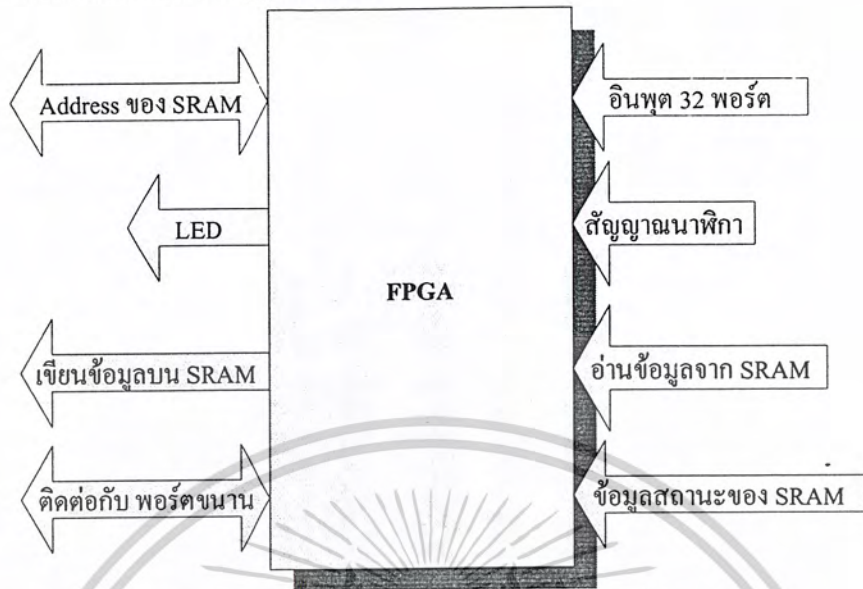 Address ของ SRAM
อินพุต 32 พอร์ต
LED
สัญญาณนาฬิกา
FPGA
เขียนข้อมูลบน SRAM
อ่านข้อมูลจาก SRAM
ติดต่อกับ พอร์ตขนาน
ข้อมูลสถานะของ SRAM